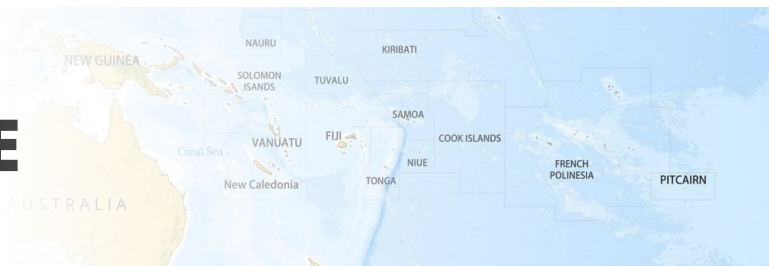 NAURU
KIRIBATI
NEW GUINEA
SOLOMON
ISANDS
TUVALU
SAMOA
E
COOK ISLANDS
VANUATU
FIJI
Cural Sea
NIUE
FRENCH
POLINESIA
TONGA
PITCAIRN
New Caledonia
AUSTRALIA